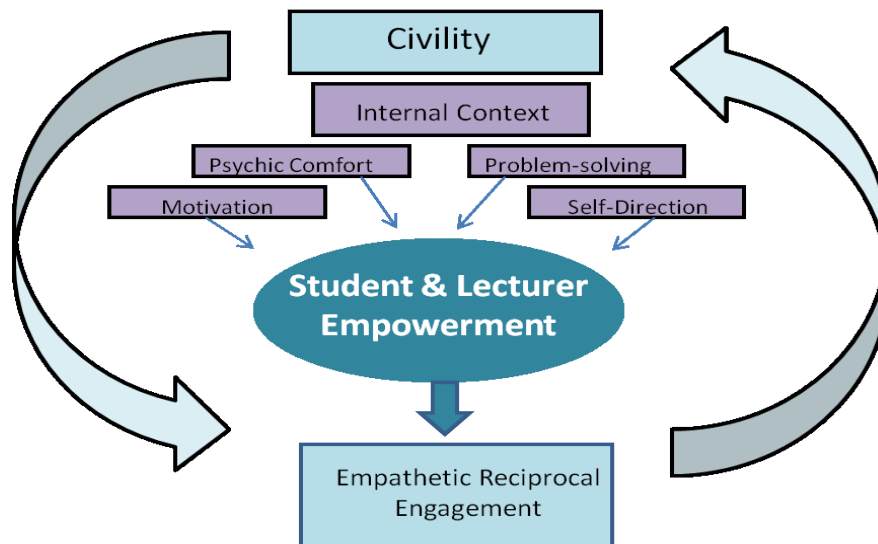 Civility
Internal Context
Psychic Comfort
Problem-solving
Motivation
Self-Direction
Student & Lecturer
Empowerment
Empathetic Reciprocal
Engagement